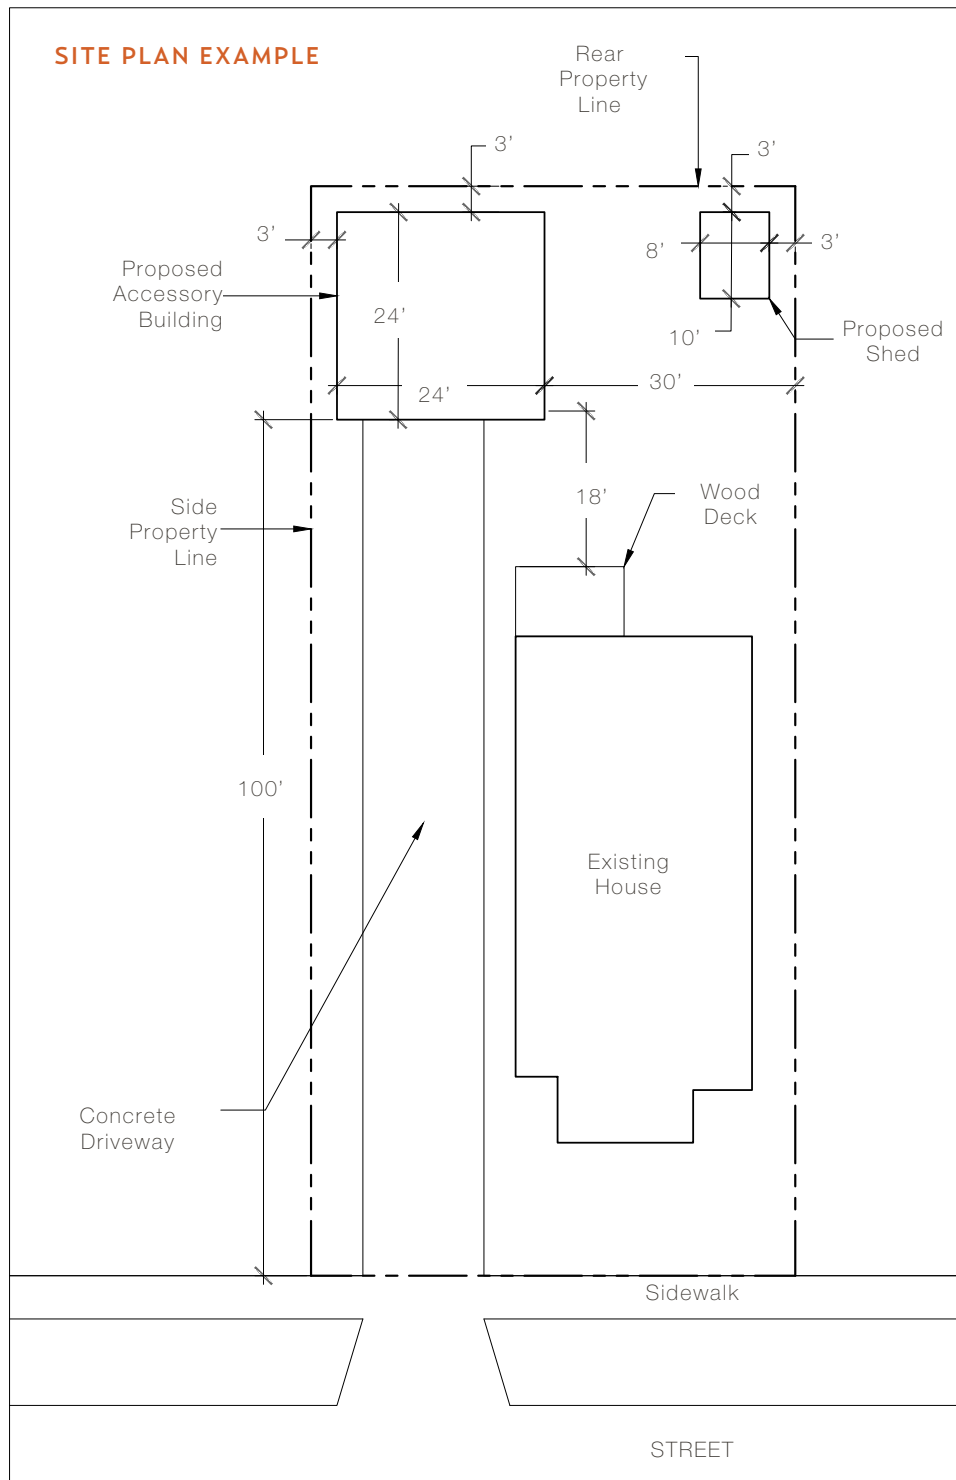 SITE PLAN EXAMPLE
Rear
Property
Line
3’
3’
3’
8’
3’
Proposed
Accessory
Building
24’
10’
Proposed
Shed
24’
30’
18’
Wood
Deck
Side
Property
Line
100’
Existing
House
Concrete
Driveway
Sidewalk
STREET